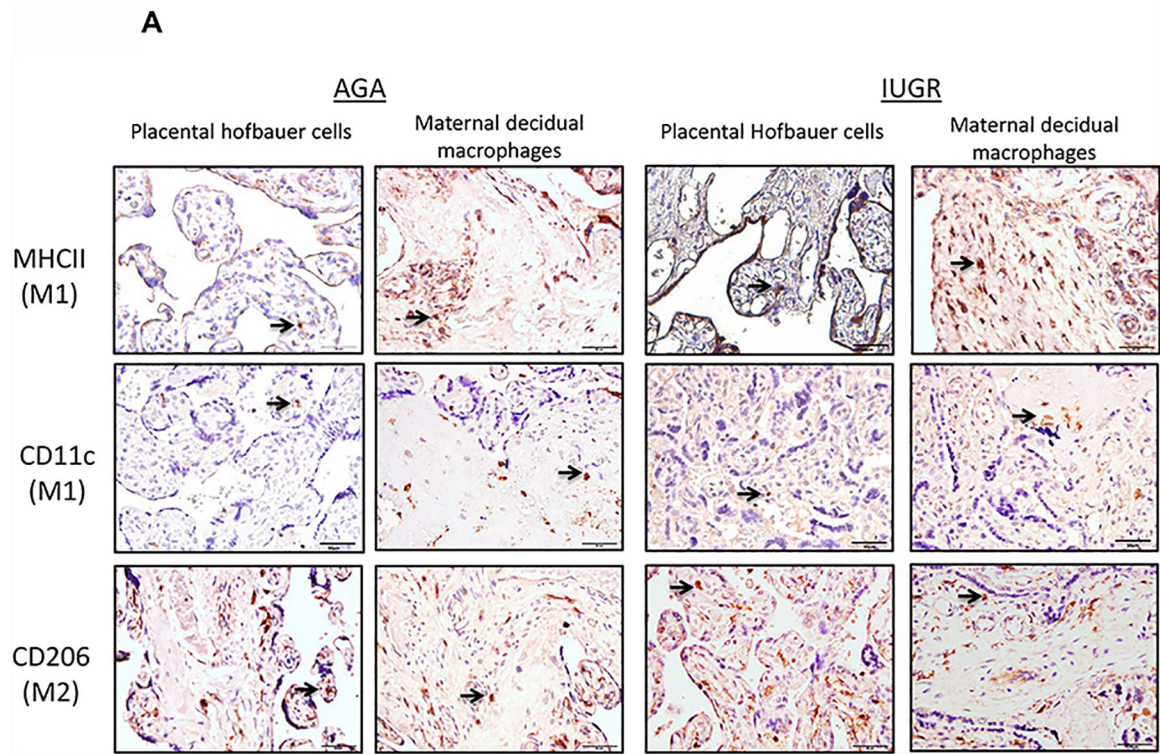 A
AGA
IUGR
Placental hofbauer cells
Maternal decidual
macrophages
Placental Hofbauer cells
Maternal decidual
macrophages
MHCII
(M1)
CD11c
(M1)
CD206
(M2)